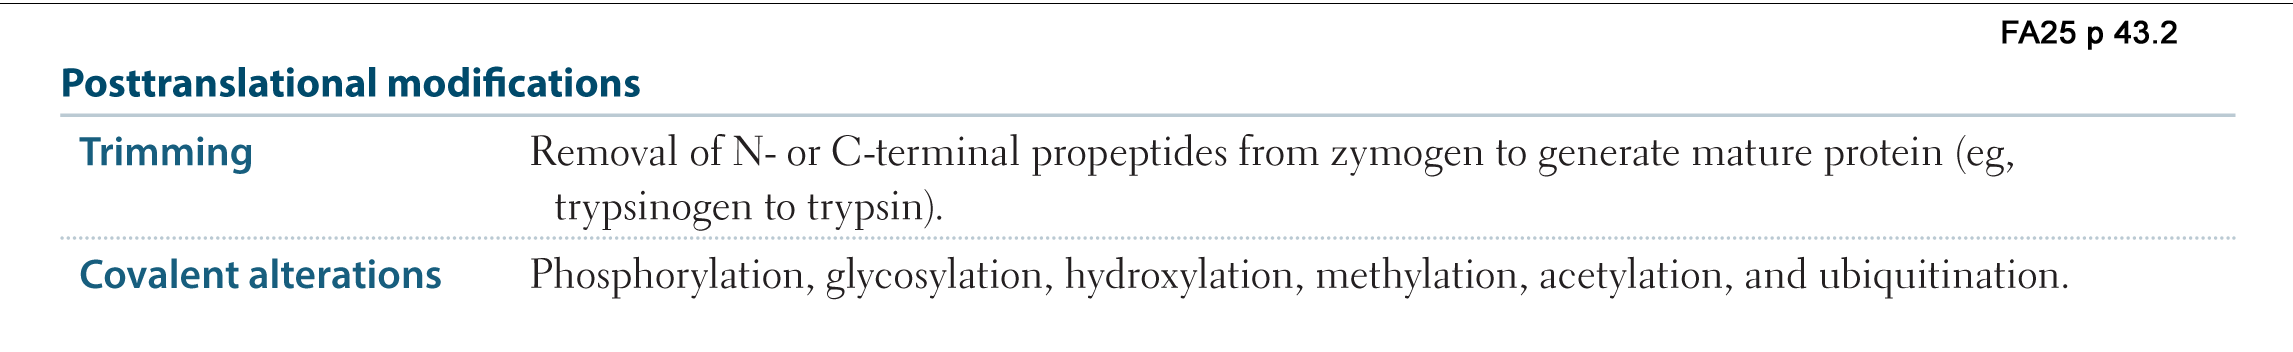 FA25 p 43.2
Posttranslational modifications
Trimming Removal of N- or C-terminal propeptides from zymogen to generate mature protein (eg,
trypsinogen to trypsin).
Covalent alterations Phosphorylation, glycosylation, hydroxylation, methylation, acetylation, and ubiquitination.